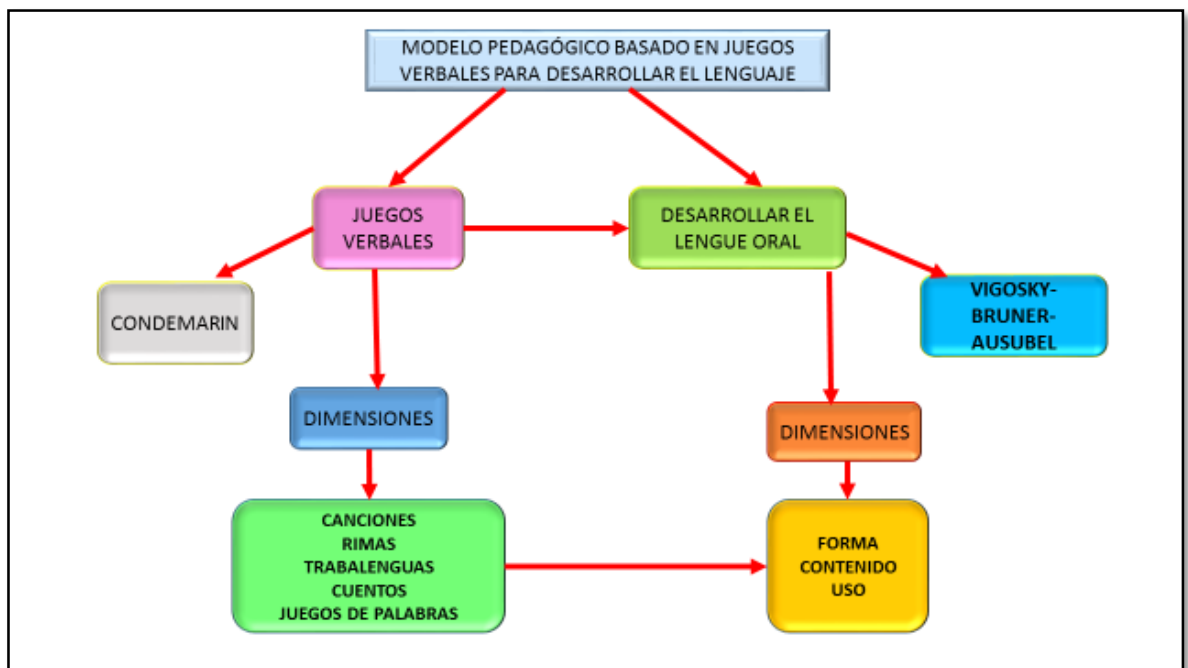 MODELO PEDAGÓGICO BASADO EN JUEGOS
VERBALES PARA DESARROLLAR EL LENGUAJE
JUEGOS
VERBALES
DESARROLLAR EL
LENGUE ORAL
CONDEMARIN
VIGOSKY-
BRUNER-
AUSUBEL
DIMENSIONES
DIMENSIONES
CANCIONES
RIMAS
TRABALENGUAS
CUENTOS
JUEGOS DE PALABRAS
FORMA
CONTENIDO
USO